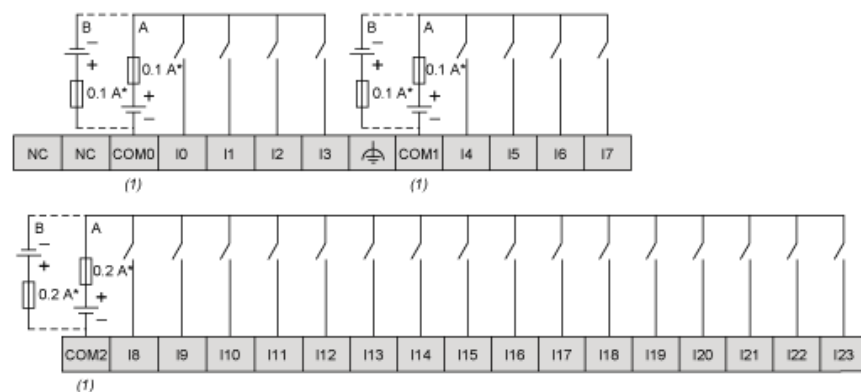 B A B A
0.1 A* 0.1 A*
0.1 A* 0.1 A*
NC NC COM0 I0 I1 I2 I3 COM1 I4 I5 I6 I7
(1) (1)
B A
0.2 A*
0.2 A*
COM2 I8 I9 I10 I11 I12 I13 I14 I15 I16 I17 I18 I19 I20 I21 I22 I23
(1)